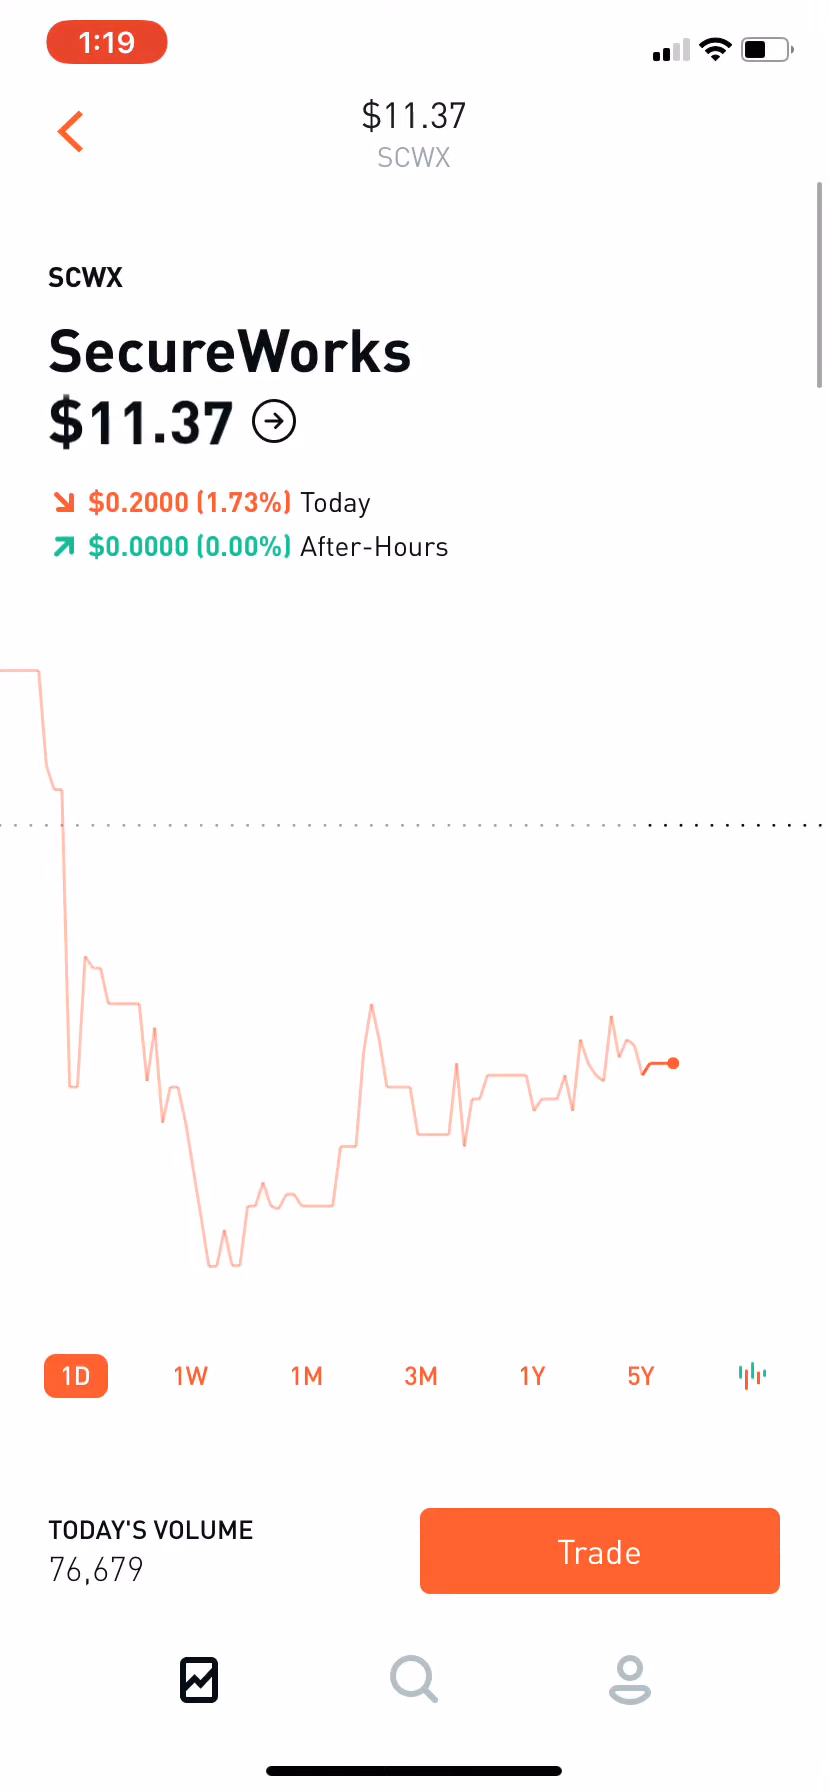 1:19
$11.37
SCWX
SCWX
SecureWorks
$11.37
$0.2000 (1.73%) Today
$0.0000 (0.00%) After-Hours
1D 1W 1M 3M 1Y 5Y
TODAY'S VOLUME
76,679
Trade